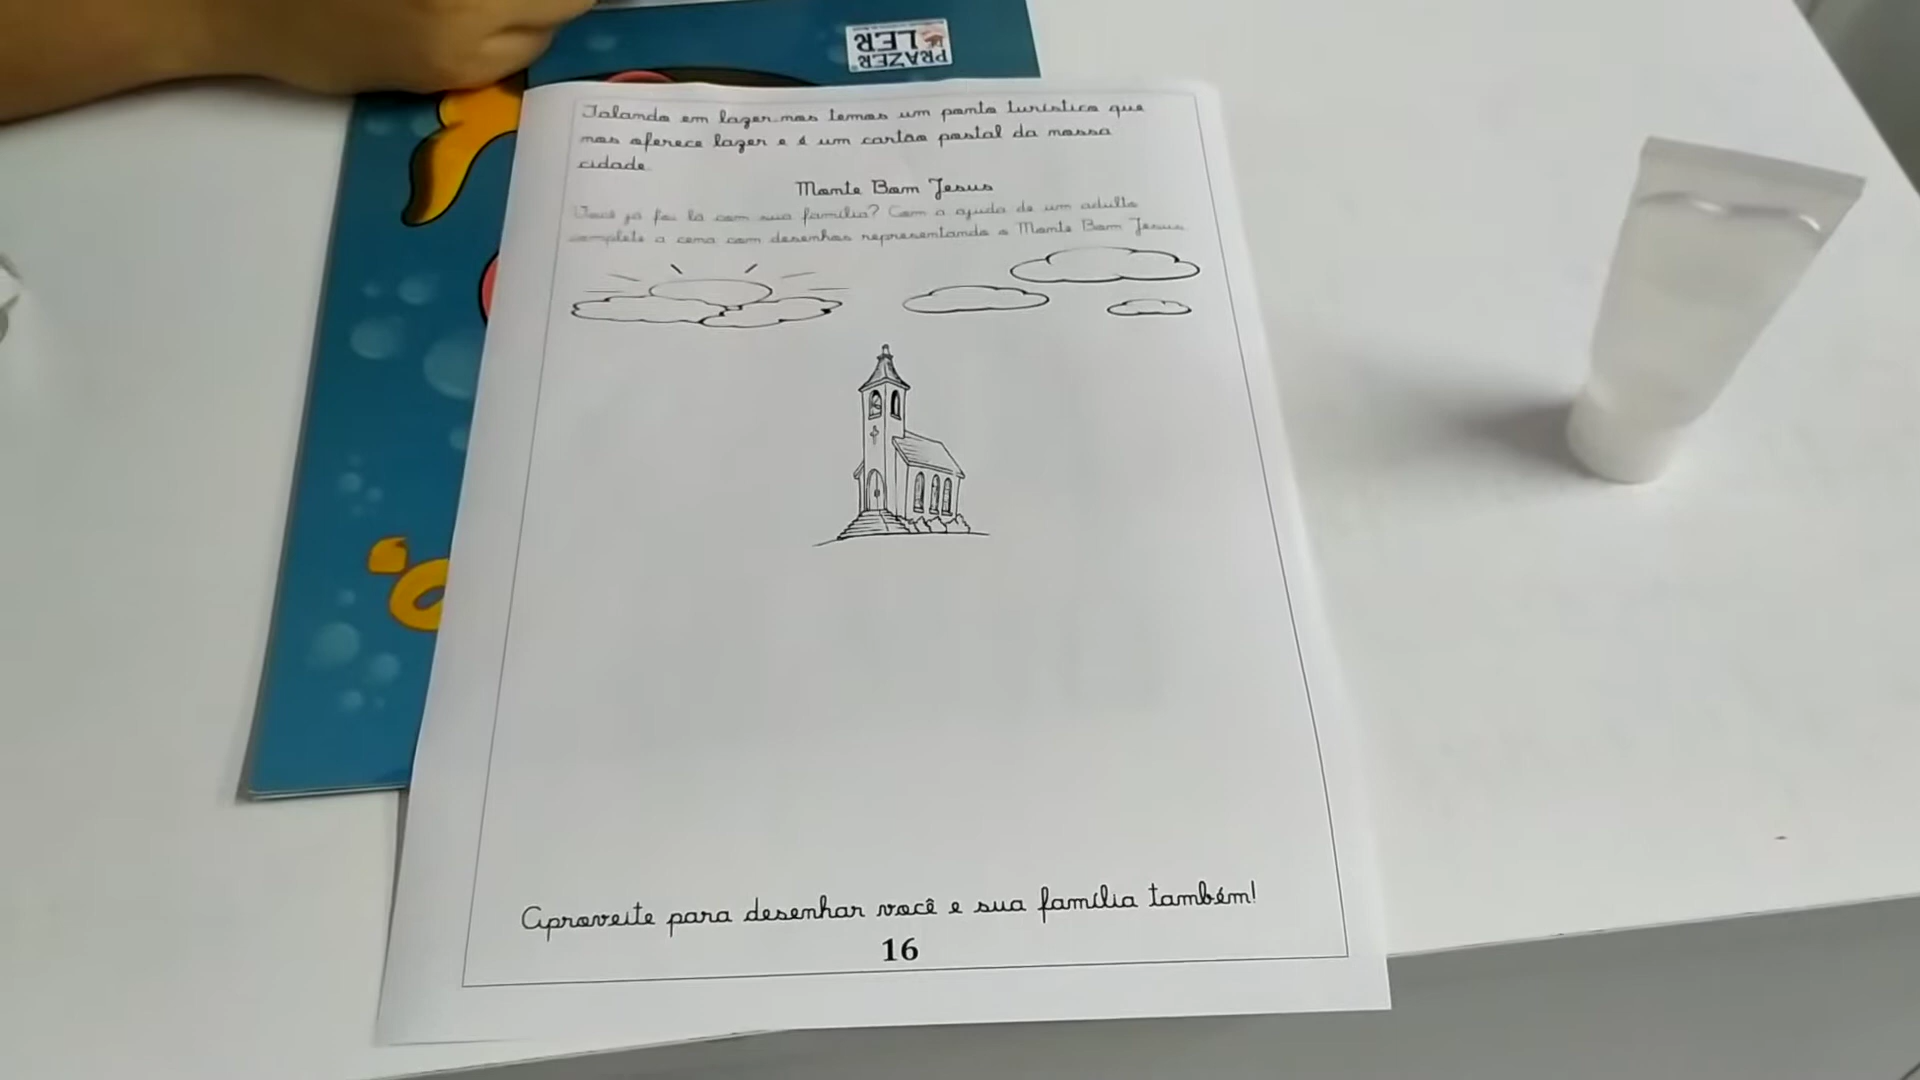 PRAZER
DE LER
Falando em lazer, nos temos um ponto turístico que
nos oferece lazer e é um cartão postal da nossa
cidade.
Monte Bom Jesus
Você já foi lá com sua família? Com a ajuda de um adulto
complete a cena com desenhos representando o Monte Bom Jesus.
Aproveite para desenhar você e sua família também!
16